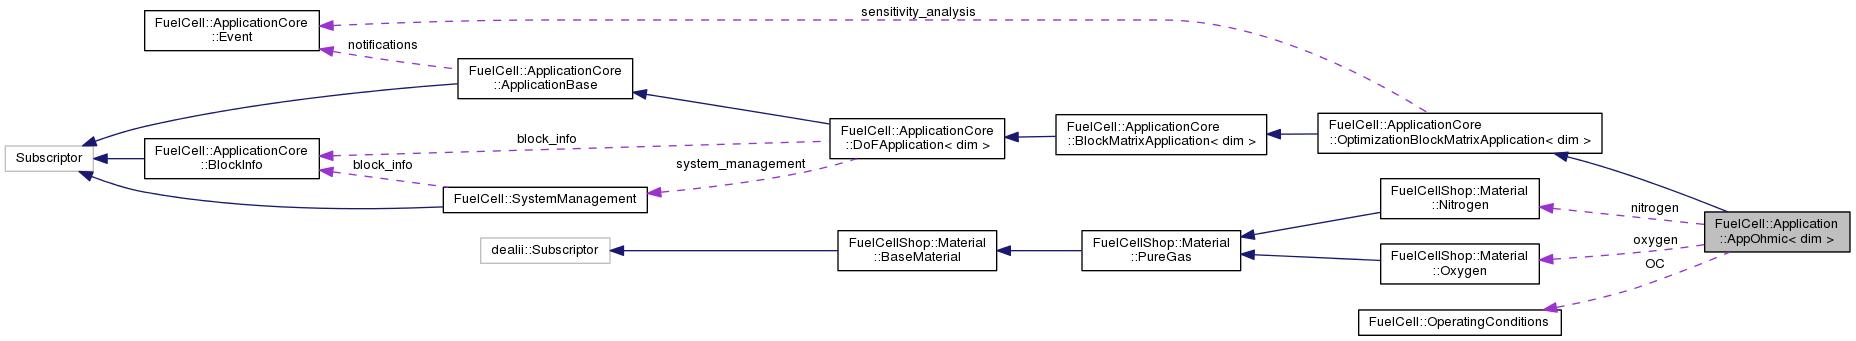 sensitivity_analysis
FuelCell::ApplicationCore
::Event
notifications
FuelCell::ApplicationCore
::ApplicationBase
Subscriptor
FuelCell::ApplicationCore
::BlockInfo
block_info
block_info
FuelCell::SystemManagement
system_management
FuelCell::ApplicationCore
::DoFApplication< dim >
FuelCell::ApplicationCore
::BlockMatrixApplication< dim >
FuelCell::ApplicationCore
::OptimizationBlockMatrixApplication< dim >
dealii::Subscriptor
FuelCellShop::Material
::BaseMaterial
FuelCellShop::Material
::PureGas
FuelCellShop::Material
::Nitrogen
FuelCellShop::Material
::Oxygen
nitrogen
oxygen
OC
FuelCell::Application
::AppOhmic< dim >
FuelCell::OperatingConditions